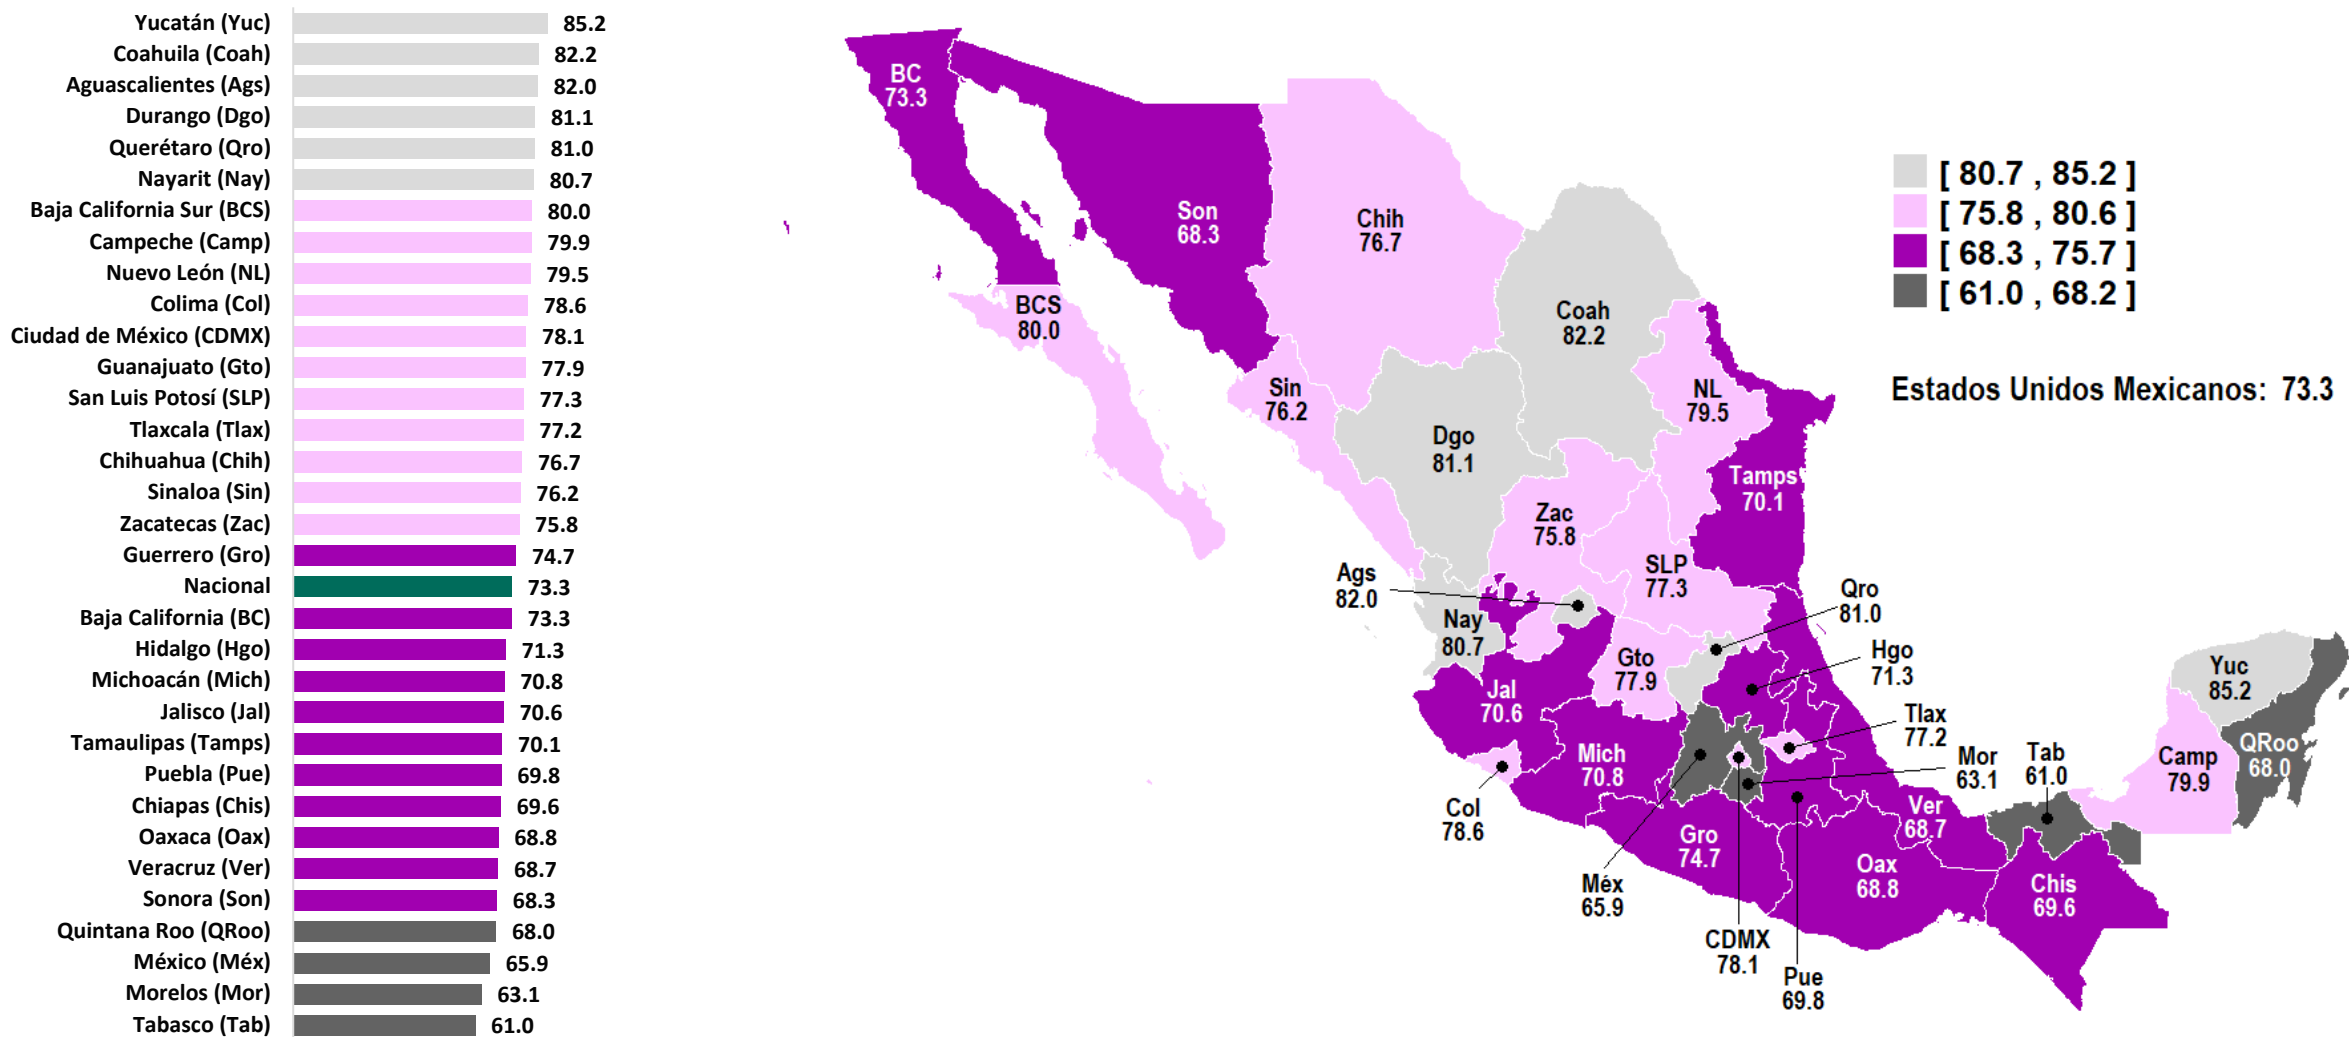 Yucatán (Yuc) 85.2
Coahuila (Coah) 82.2
Aguascalientes (Ags) 82.0
Durango (Dgo) 81.1
Querétaro (Qro) 81.0
Nayarit (Nay) 80.7
Baja California Sur (BCS) 80.0
Campeche (Camp) 79.9
Nuevo León (NL) 79.5
Colima (Col) 78.6
Ciudad de México (CDMX) 78.1
Guanajuato (Gto) 77.9
San Luis Potosí (SLP) 77.3
Tlaxcala (Tlax) 77.2
Chihuahua (Chih) 76.7
Sinaloa (Sin) 76.2
Zacatecas (Zac) 75.8
Guerrero (Gro) 74.7
Nacional 73.3
Baja California (BC) 73.3
Hidalgo (Hgo) 71.3
Michoacán (Mich) 70.8
Jalisco (Jal) 70.6
Tamaulipas (Tamps) 70.1
Puebla (Pue) 69.8
Chiapas (Chis) 69.6
Oaxaca (Oax) 68.8
Veracruz (Ver) 68.7
Sonora (Son) 68.3
Quintana Roo (QRoo) 68.0
México (Méx) 65.9
Morelos (Mor) 63.1
Tabasco (Tab) 61.0
BC
73.3
Son
68.3
Chih
76.7
BCS
80.0
Coah
82.2
Sin
76.2
NL
79.5
Dgo
81.1
Tamps
70.1
Zac
75.8
SLP
77.3
Ags
82.0
Nay
80.7
Qro
81.0
Gto
77.9
Hgo
71.3
Jal
70.6
Tlax
77.2
Mich
70.8
Mor
63.1
Tab
61.0
Yuc
85.2
Camp
79.9
QRoo
68.0
Col
78.6
Gro
74.7
Ver
68.7
Oax
68.8
Chis
69.6
Méx
65.9
CDMX
78.1
Pue
69.8
[ 80.7 , 85.2 ]
[ 75.8 , 80.6 ]
[ 68.3 , 75.7 ]
[ 61.0 , 68.2 ]
Estados Unidos Mexicanos: 73.3